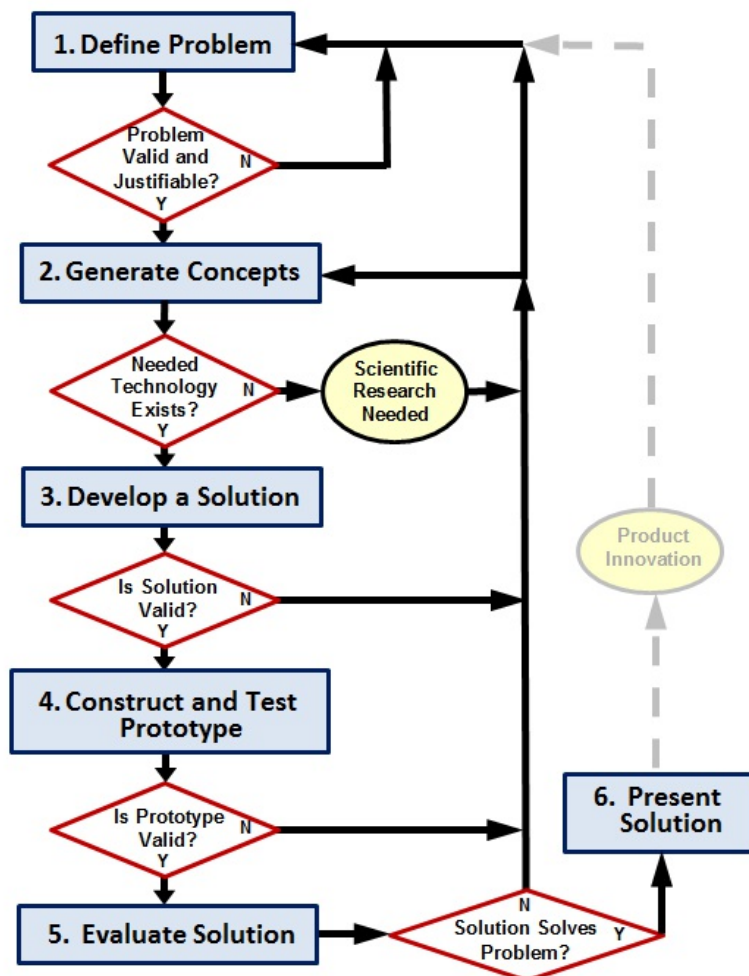 1. Define Problem
Problem
Valid and
Justifiable?
N
Y
2. Generate Concepts
Needed
Technology
Exists?
N
Y
Scientific
Research
Needed
3. Develop a Solution
Is Solution
Valid?
N
Y
Product
Innovation
4. Construct and Test
Prototype
Is Prototype
Valid?
N
Y
6. Present
Solution
5. Evaluate Solution
N
Solution Solves
Problem?
Y